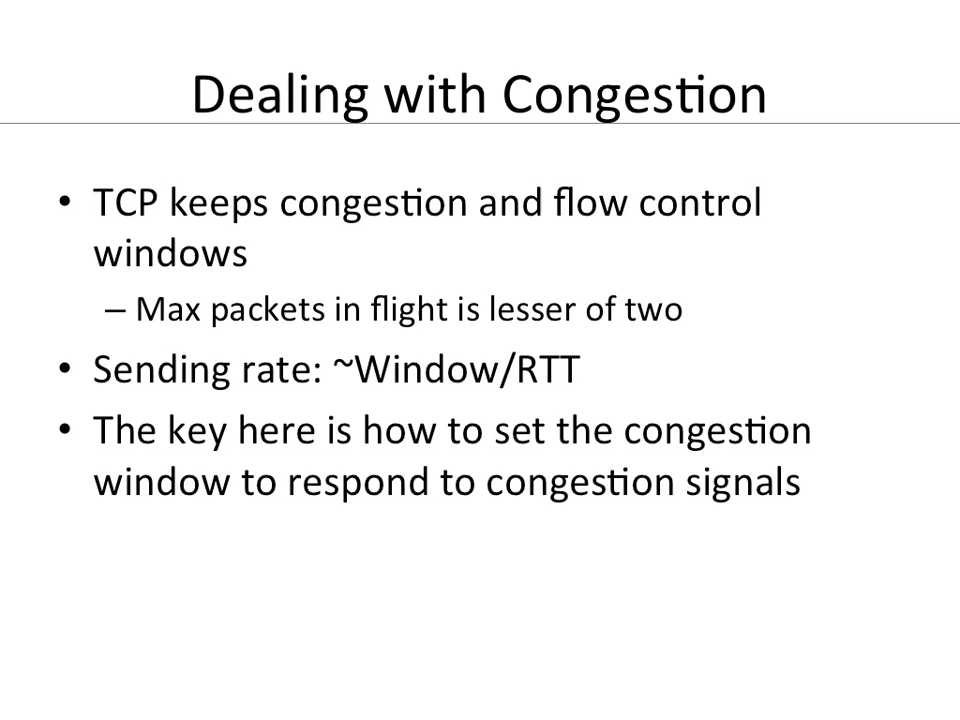 Dealing with Congestion
• TCP keeps congestion and flow control
windows
– Max packets in flight is lesser of two
• Sending rate: ~Window/RTT
• The key here is how to set the congestion
window to respond to congestion signals